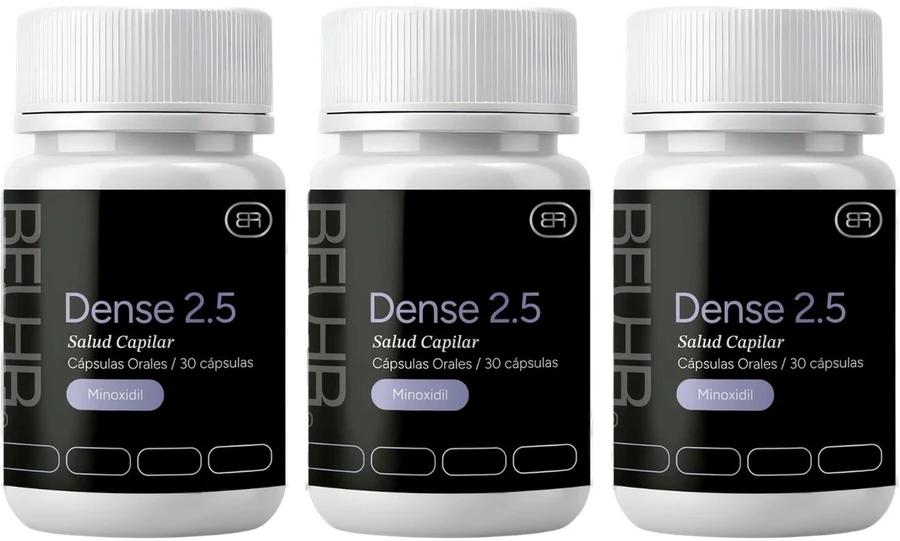 BR
Dense 2.5
Salud Capilar
Cápsulas Orales / 30 cápsulas
Minoxidil
BR
Dense 2.5
Salud Capilar
Cápsulas Orales / 30 cápsulas
Minoxidil
BR
Dense 2.5
Salud Capilar
Cápsulas Orales / 30 cápsulas
Minoxidil